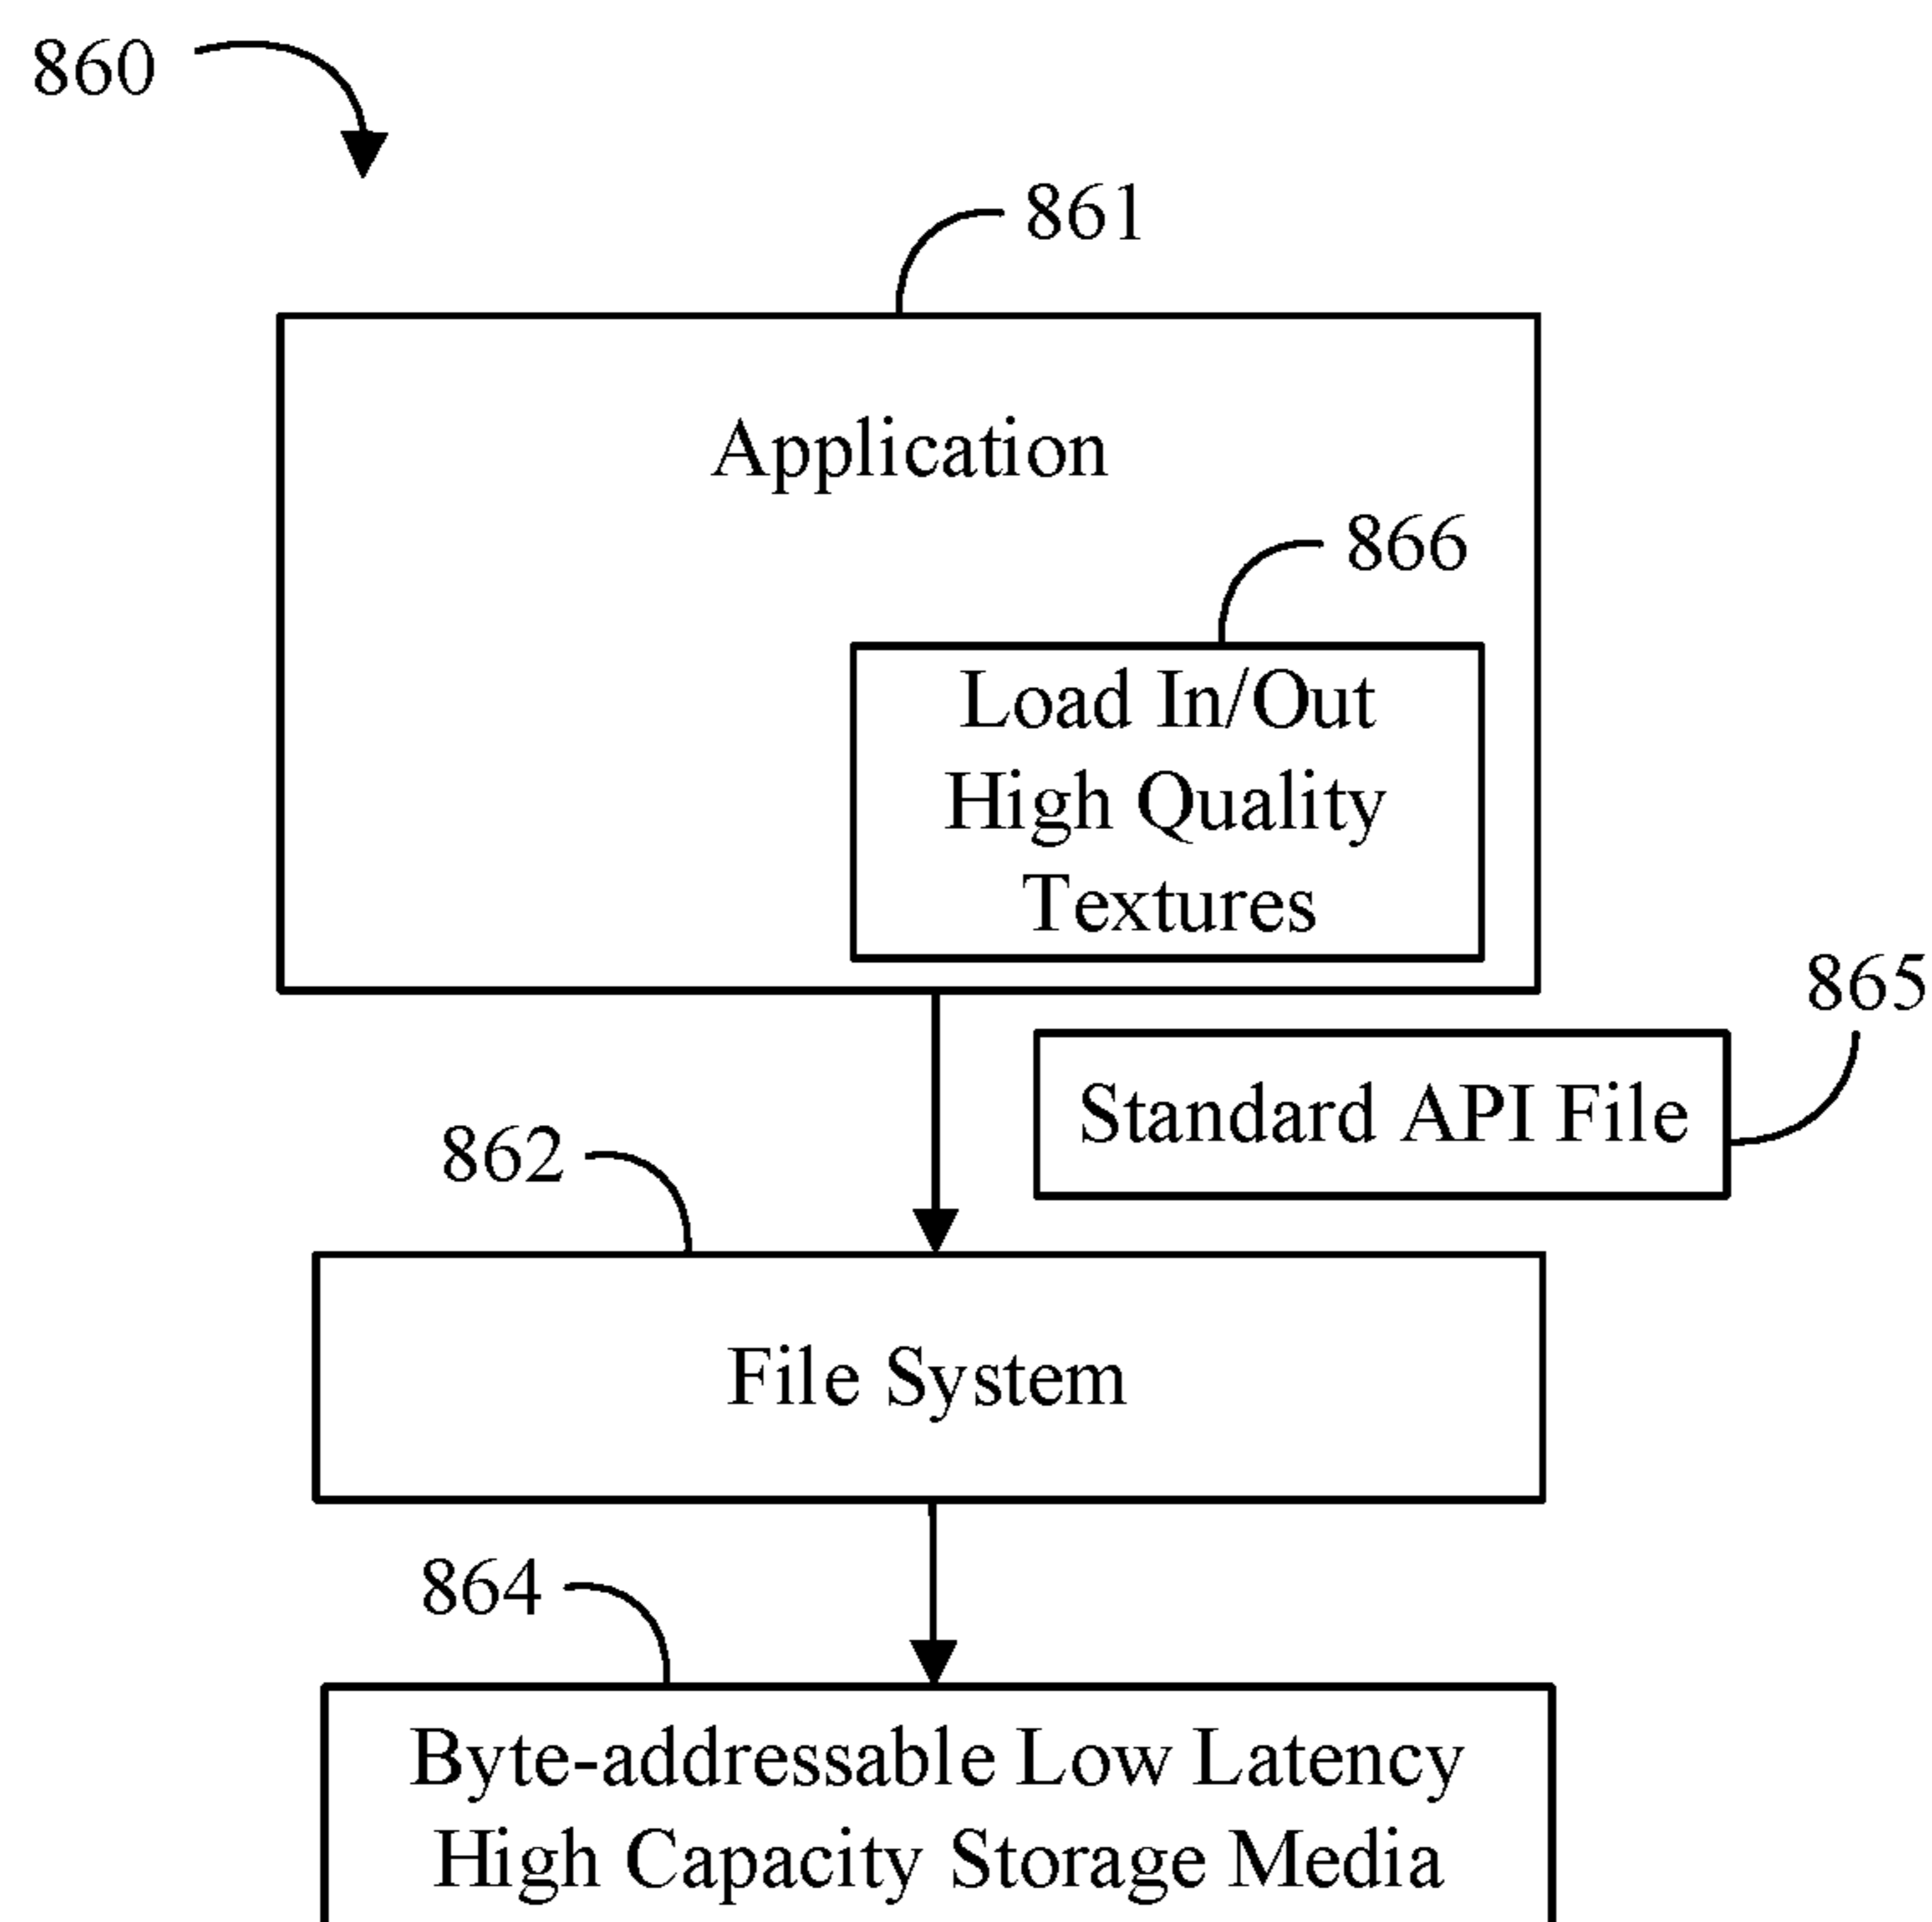 860
861
Application
866
Load In/Out
High Quality
Textures
865
Standard API File
862
File System
864
Byte-addressable Low Latency
High Capacity Storage Media